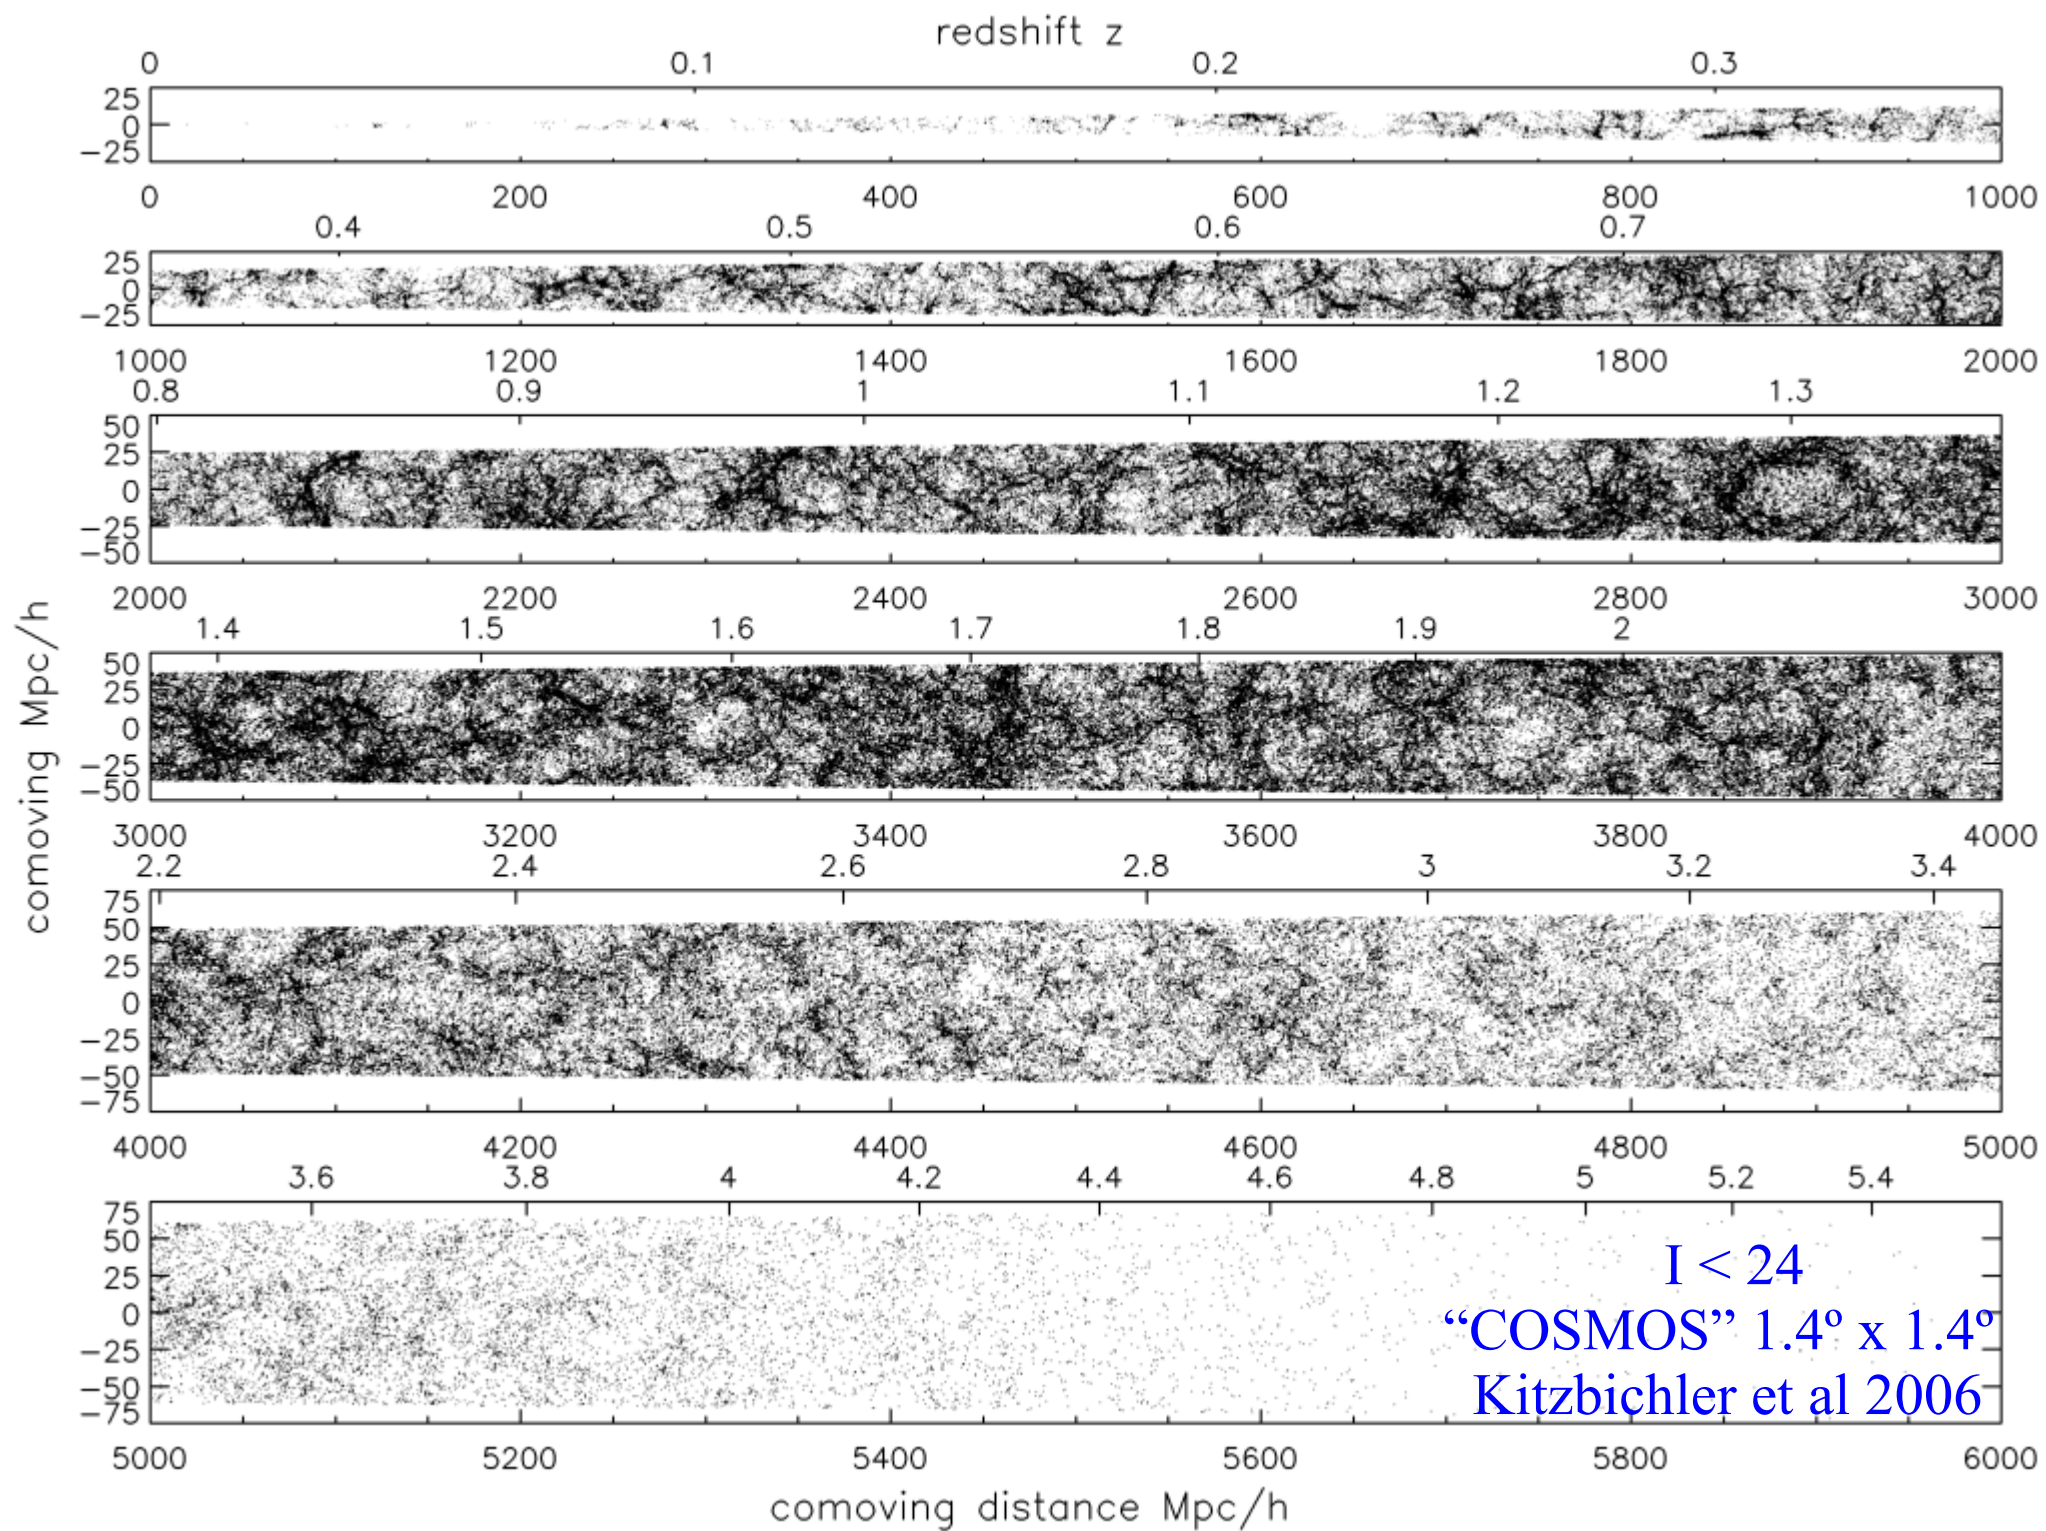 redshift z
0 0.1 0.2 0.3
25
0
−25
0 200 400 600 800 1000
0.4 0.5 0.6 0.7
25
0
−25
1000 1200 1400 1600 1800 2000
0.8 0.9 1 1.1 1.2 1.3
50
25
0
−25
−50
2000 2200 2400 2600 2800 3000
1.4 1.5 1.6 1.7 1.8 1.9 2
50
25
0
−25
−50
3000 3200 3400 3600 3800 4000
2.2 2.4 2.6 2.8 3 3.2 3.4
75
50
25
0
−25
−50
−75
4000 4200 4400 4600 4800 5000
3.6 3.8 4 4.2 4.4 4.6 4.8 5 5.2 5.4
75
50
25
0
−25
−50
−75
I < 24
“COSMOS” 1.4º x 1.4º
Kitzbichler et al 2006
5000 5200 5400 5600 5800 6000
comoving distance Mpc/h
comoving Mpc/h